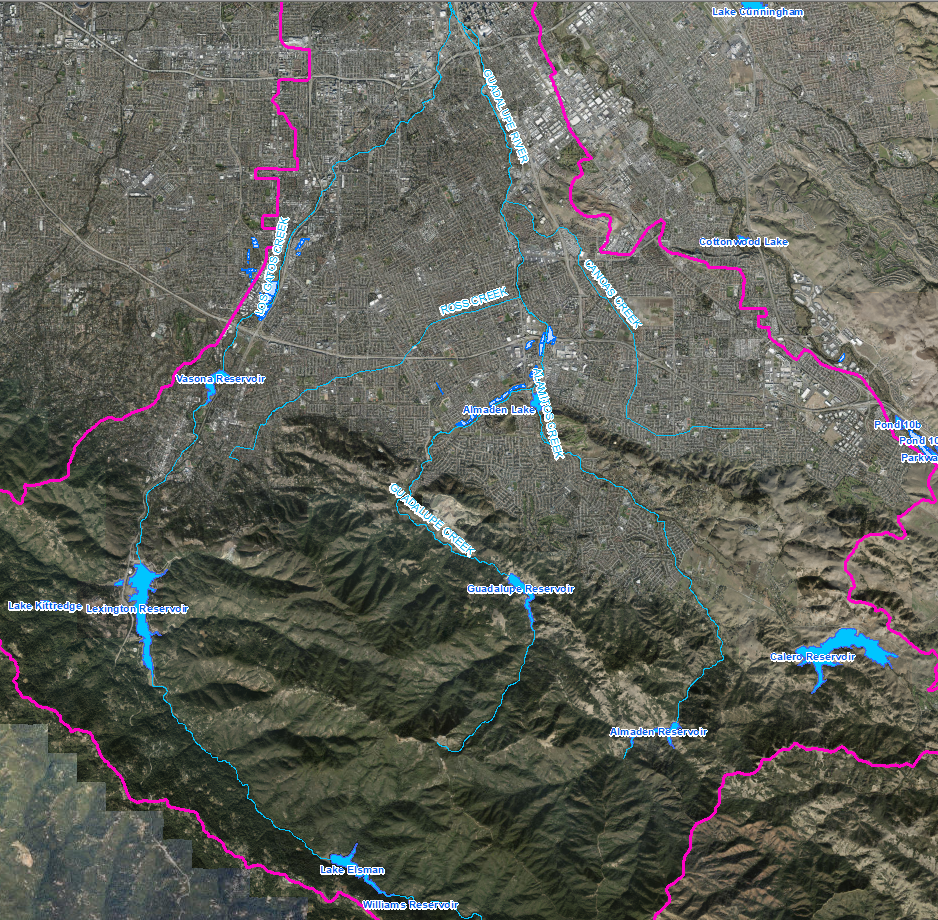 Lake Cunningham
GUADALUPE RIVER
LOS GATOS CREEK
Cottonwood Lake
CANOAS CREEK
ROSS CREEK
Vasona Reservoir
Almaden Lake
ALAMITOS CREEK
Pond 10b
Pond 10
Parkwa
GUADALUPE CREEK
Guadalupe Reservoir
Lake Kittredge
Lexington Reservoir
Calero Reservoir
Almaden Reservoir
Lake Elsman
Williams Reservoir